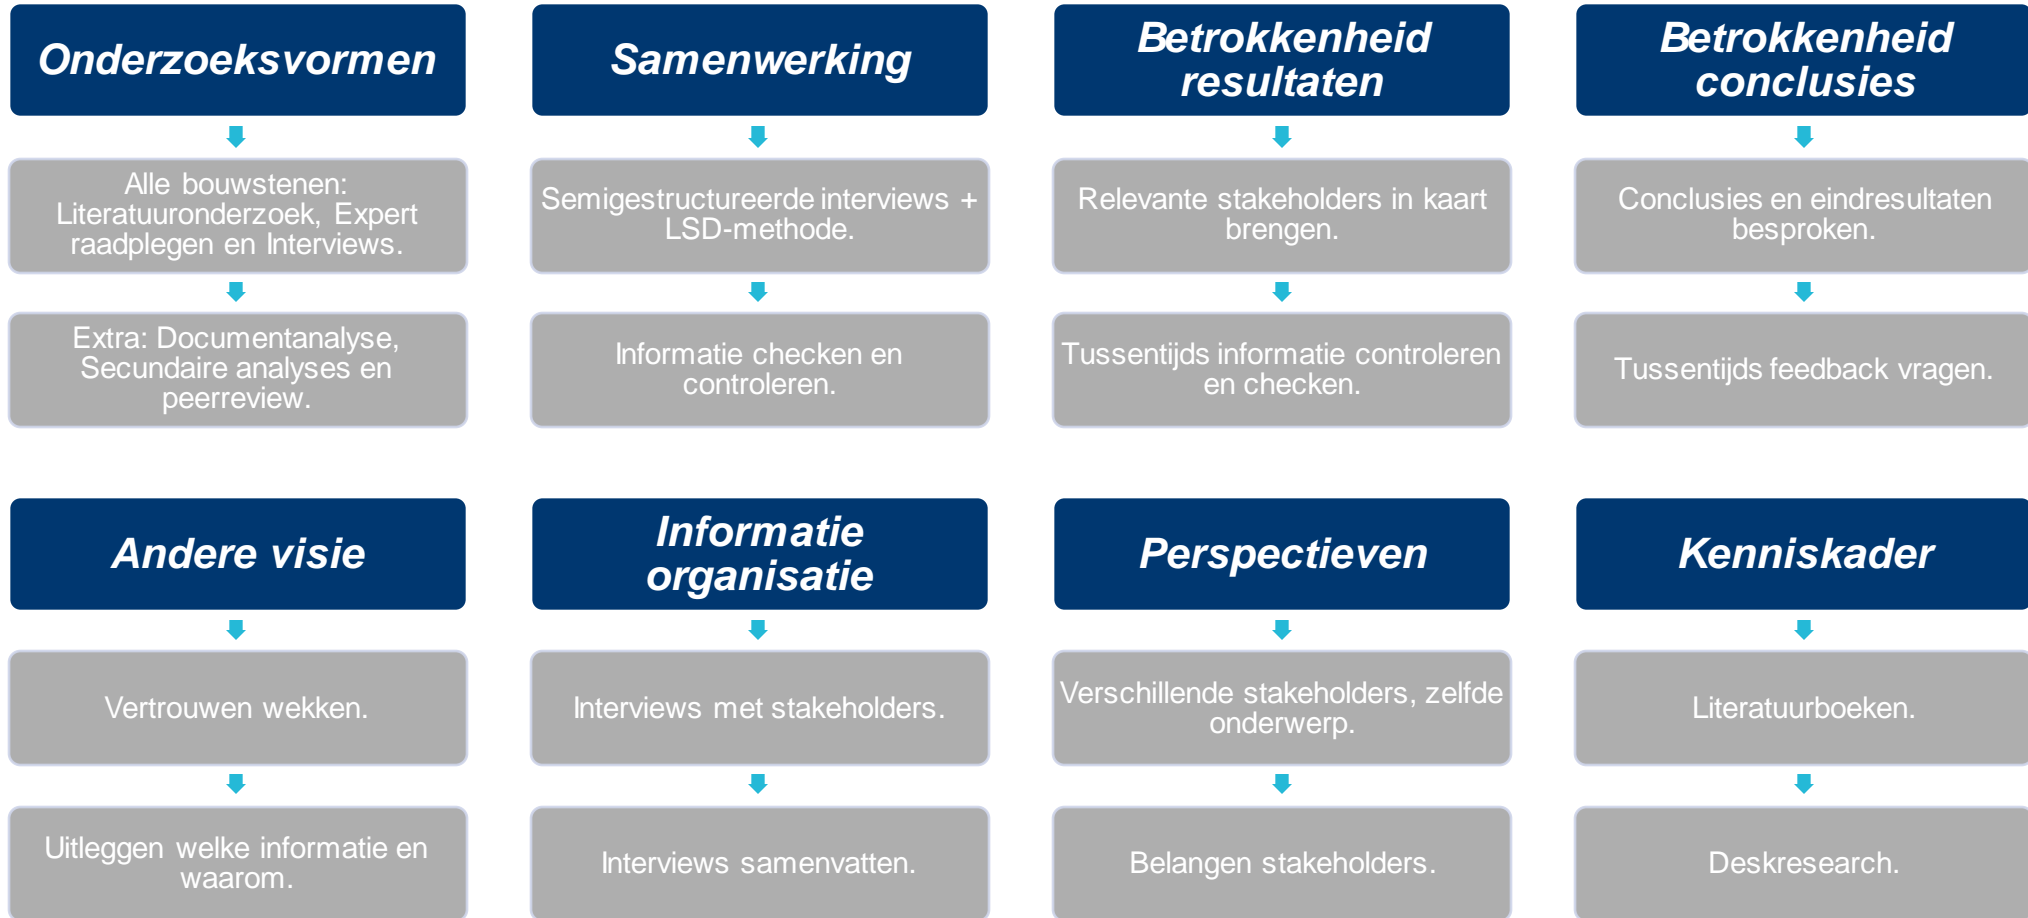 Onderzoeksvormen
Alle bouwstenen:
Literatuuronderzoek, Expert
raadplegen en Interviews.
Extra: Documentanalyse,
Secundaire analyses en
peerreview.
Samenwerking
Semigestructureerde interviews +
LSD-methode.
Informatie checken en
controleren.
Betrokkenheid
resultaten
Relevante stakeholders in kaart
brengen.
Tussentijds informatie controleren
en checken.
Betrokkenheid
conclusies
Conclusies en eindresultaten
besproken.
Tussentijds feedback vragen.
Andere visie
Vertrouwen wekken.
Uitleggen welke informatie en
waarom.
Informatie
organisatie
Interviews met stakeholders.
Interviews samenvatten.
Perspectieven
Verschillende stakeholders, zelfde
onderwerp.
Belangen stakeholders.
Kenniskader
Literatuurboeken.
Deskresearch.